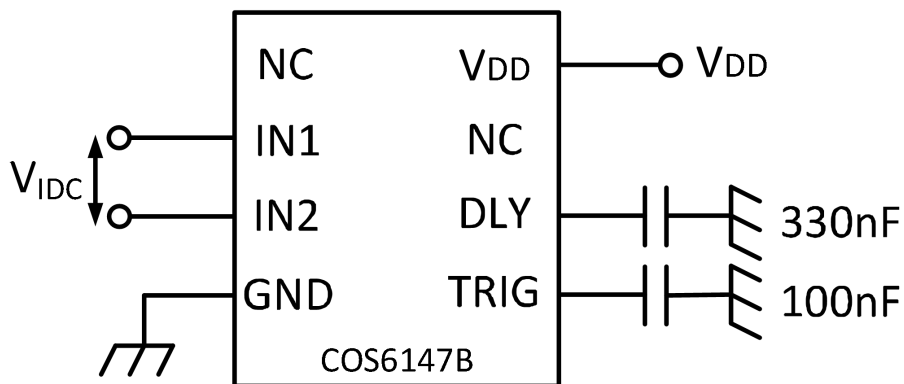 NC
VDD
VDD
IN1
NC
VIDC
IN2
DLY
330nF
GND
TRIG
100nF
COS6147B